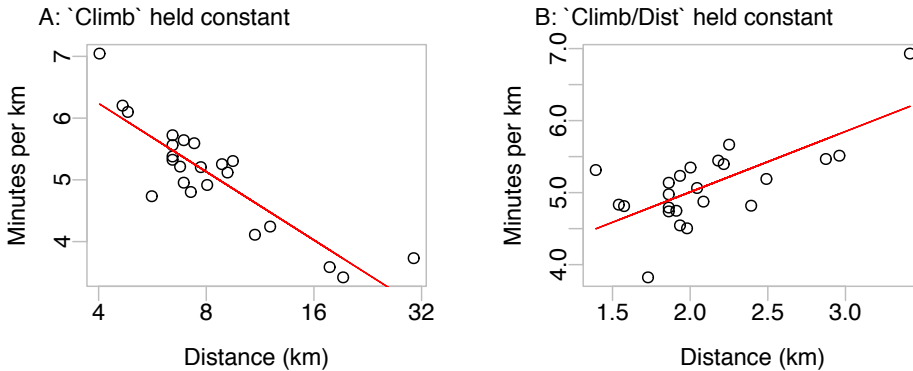 A: `Climb` held constant
Minutes per km
7
6
5
4
4 8 16 32
Distance (km)
B: `Climb/Dist` held constant
Minutes per km
7.0
6.0
5.0
4.0
1.5 2.0 2.5 3.0
Distance (km)